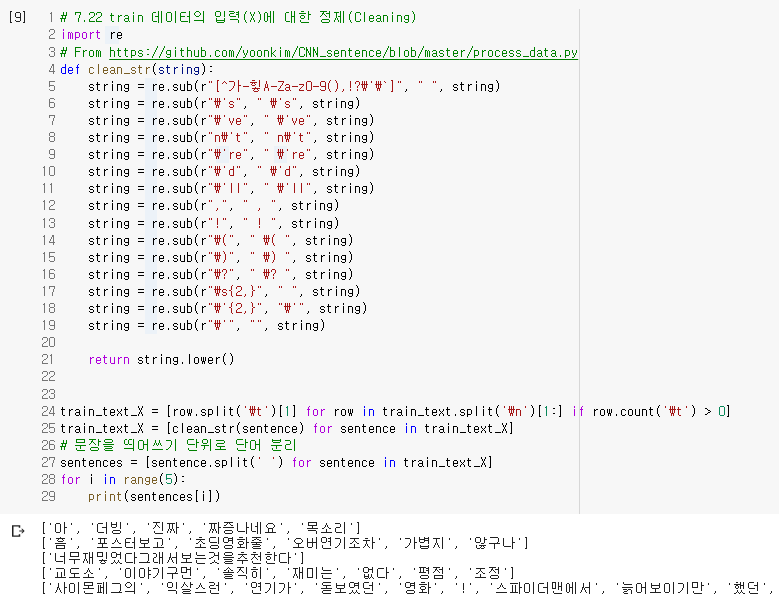 [9] 1 # 7.22 train 데이터의 입력(X)에 대한 정제(Cleaning)
2 import re
3 # From https://github.com/yoonkim/CNN_sentence/blob/master/process_data.py
4 def clean_str(string):
5     string = re.sub(r"[^가-힣A-Za-z0-9(),!?₩'₩`]", " ", string)
6     string = re.sub(r"₩'s", " ₩'s", string)
7     string = re.sub(r"₩'ve", " ₩'ve", string)
8     string = re.sub(r"n₩'t", " n₩'t", string)
9     string = re.sub(r"₩'re", " ₩'re", string)
10     string = re.sub(r"₩'d", " ₩'d", string)
11     string = re.sub(r"₩'ll", " ₩'ll", string)
12     string = re.sub(r",", " , ", string)
13     string = re.sub(r"!", " ! ", string)
14     string = re.sub(r"₩(", " ₩( ", string)
15     string = re.sub(r"₩)", " ₩) ", string)
16     string = re.sub(r"₩?", " ₩? ", string)
17     string = re.sub(r"₩s{2,}", " ", string)
18     string = re.sub(r"₩'{2,}", "₩'", string)
19     string = re.sub(r"₩'", "", string)
20
21     return string.lower()
22
23
24 train_text_X = [row.split('₩t')[1] for row in train_text.split('₩n')[1:] if row.count('₩t') > 0]
25 train_text_X = [clean_str(sentence) for sentence in train_text_X]
26 # 문장을 띄어쓰기 단위로 단어 분리
27 sentences = [sentence.split(' ') for sentence in train_text_X]
28 for i in range(5):
29     print(sentences[i])
['아', '더빙', '진짜', '짜증나네요', '목소리']
['흠', '포스터보고', '초딩영화줄', '오버연기조차', '가볍지', '않구나']
['너무재밓었다그래서보는것을추천한다']
['교도소', '이야기구먼', '솔직히', '재미는', '없다', '평점', '조정']
['사이몬페그의', '익살스런', '연기가', '돋보였던', '영화', '!', '스파이더맨에서', '늙어보이기만', '했던',